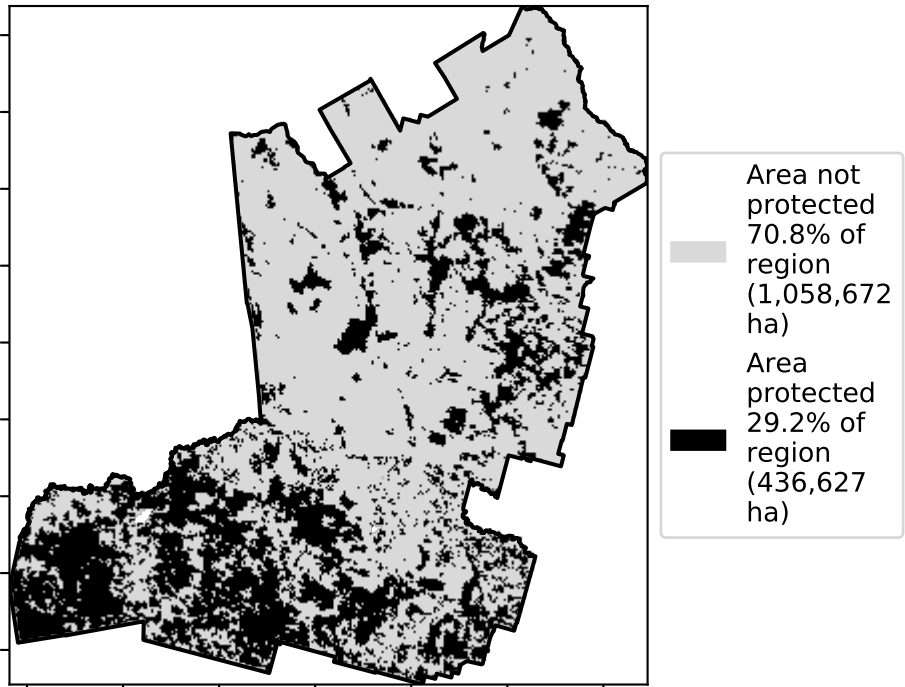 Area not
protected
70.8% of
region
(1,058,672
ha)
Area
protected
29.2% of
region
(436,627
ha)